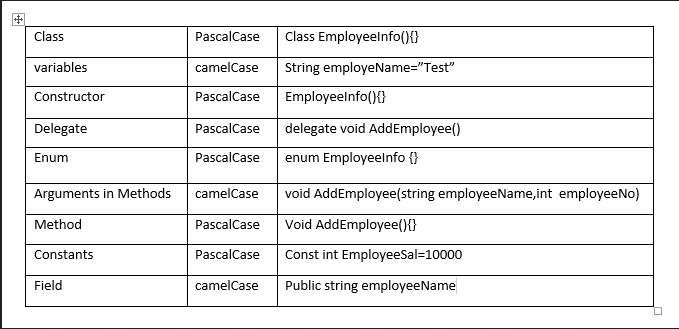 Class PascalCase Class EmployeeInfo(){}
variables camelCase String employeName=”Test”
Constructor PascalCase EmployeeInfo(){}
Delegate PascalCase delegate void AddEmployee()
Enum PascalCase enum EmployeeInfo {}
Arguments in Methods camelCase void AddEmployee(string employeeName,int employeeNo)
Method PascalCase Void AddEmployee(){}
Constants PascalCase Const int EmployeeSal=10000
Field camelCase Public string employeeName